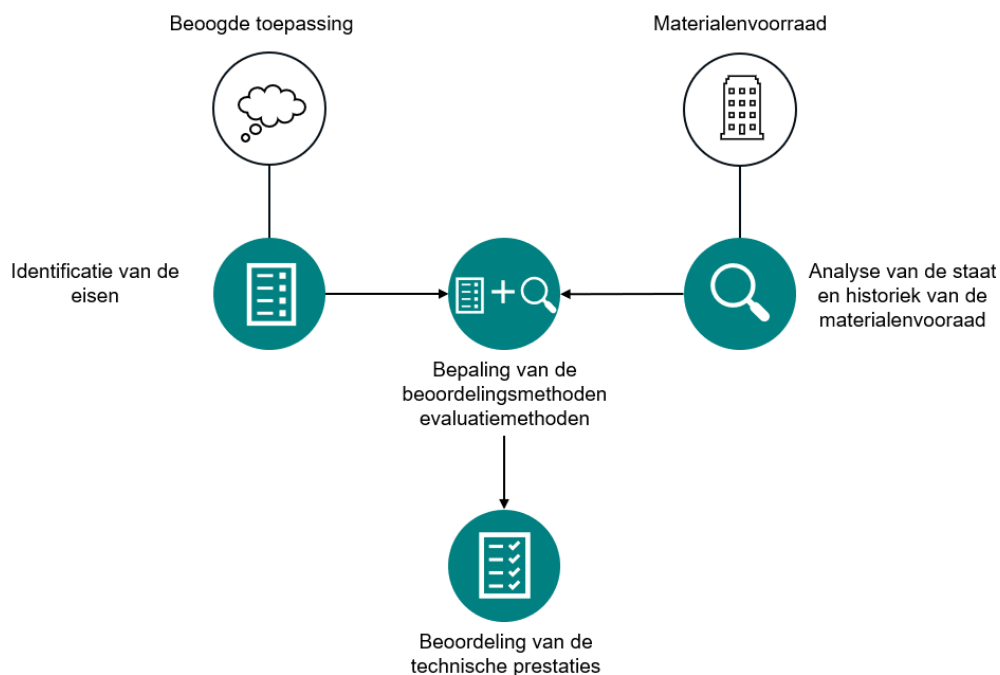 Beoogde toepassing
Materialenvoorraad
Identificatie van de
eisen
Analyse van de staat
en historiek van de
materialenvooraad
Bepaling van de
beoordelingsmethoden
evaluatiemethoden
Beoordeling van de
technische prestaties